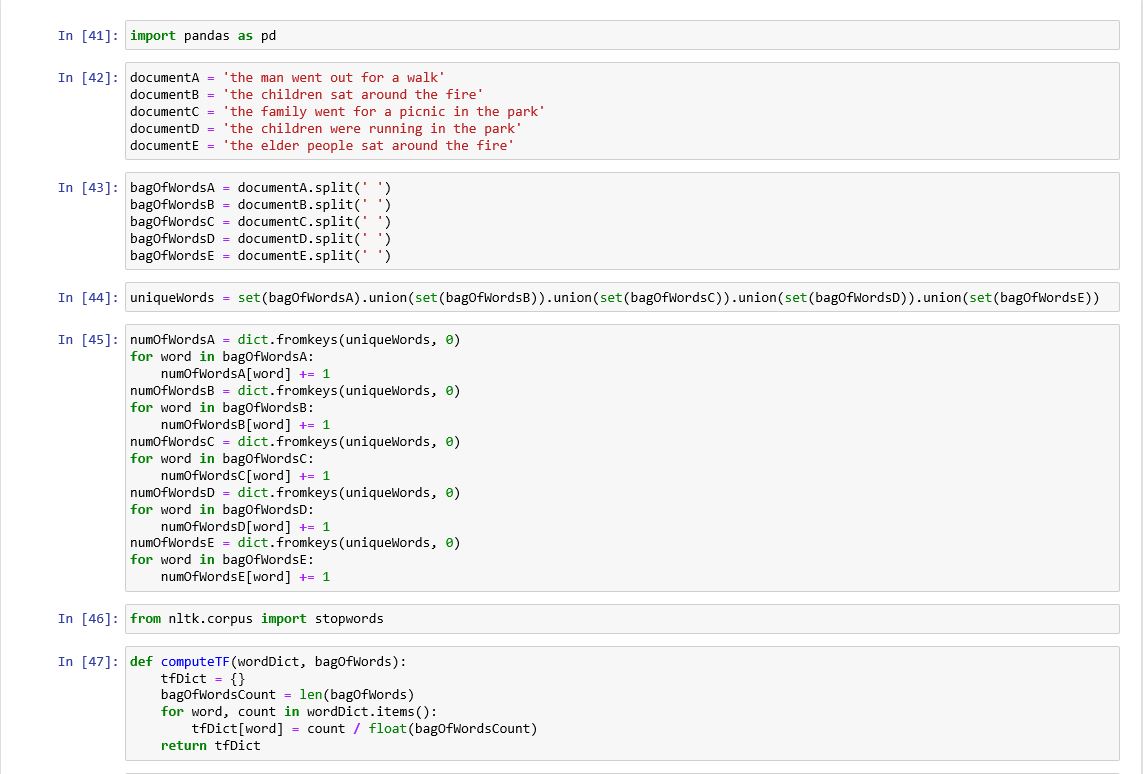 In [41]: import pandas as pd
In [42]: documentA = 'the man went out for a walk'
documentB = 'the children sat around the fire'
documentC = 'the family went for a picnic in the park'
documentD = 'the children were running in the park'
documentE = 'the elder people sat around the fire'
In [43]: bagOfWordsA = documentA.split(' ')
bagOfWordsB = documentB.split(' ')
bagOfWordsC = documentC.split(' ')
bagOfWordsD = documentD.split(' ')
bagOfWordsE = documentE.split(' ')
In [44]: uniqueWords = set(bagOfWordsA).union(set(bagOfWordsB)).union(set(bagOfWordsC)).union(set(bagOfWordsD)).union(set(bagOfWordsE))
In [45]: numOfWordsA = dict.fromkeys(uniqueWords, 0)
for word in bagOfWordsA:
    numOfWordsA[word] += 1
numOfWordsB = dict.fromkeys(uniqueWords, 0)
for word in bagOfWordsB:
    numOfWordsB[word] += 1
numOfWordsC = dict.fromkeys(uniqueWords, 0)
for word in bagOfWordsC:
    numOfWordsC[word] += 1
numOfWordsD = dict.fromkeys(uniqueWords, 0)
for word in bagOfWordsD:
    numOfWordsD[word] += 1
numOfWordsE = dict.fromkeys(uniqueWords, 0)
for word in bagOfWordsE:
    numOfWordsE[word] += 1
In [46]: from nltk.corpus import stopwords
In [47]: def computeTF(wordDict, bagOfWords):
    tfDict = {}
    bagOfWordsCount = len(bagOfWords)
    for word, count in wordDict.items():
        tfDict[word] = count / float(bagOfWordsCount)
    return tfDict